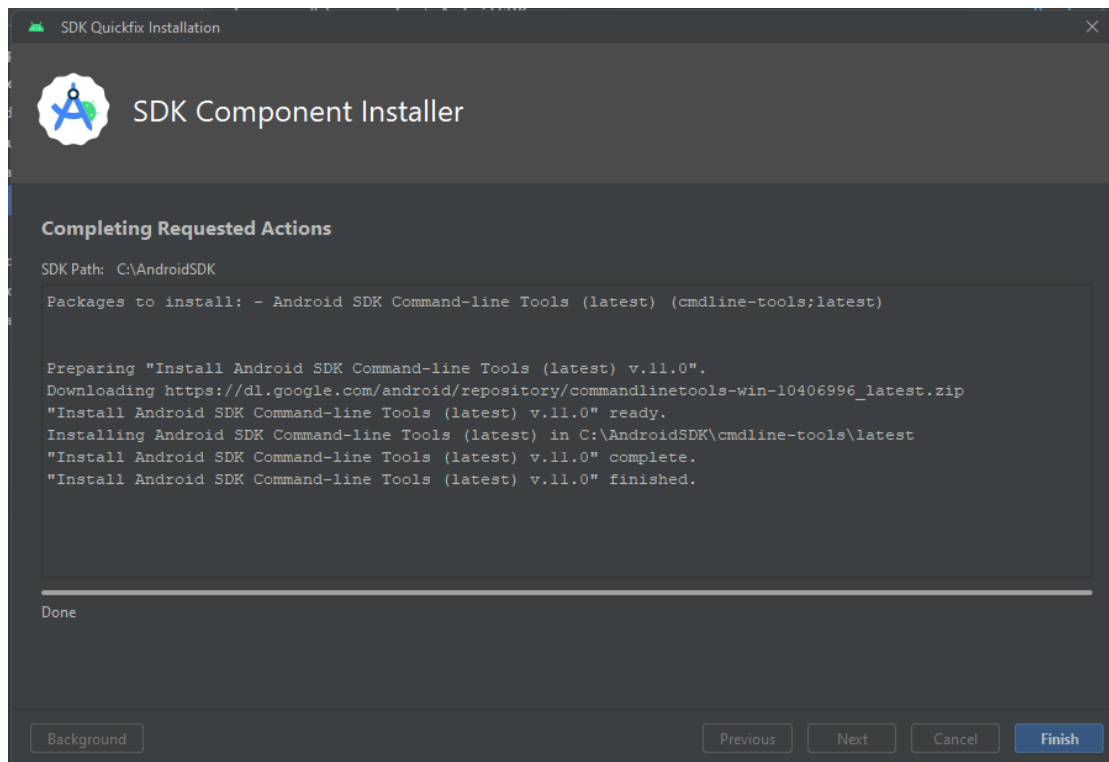 SDK Quickfix Installation
SDK Component Installer
Completing Requested Actions
SDK Path: C:\AndroidSDK
Packages to install: - Android SDK Command-line Tools (latest) (cmdline-tools;latest)
Preparing "Install Android SDK Command-line Tools (latest) v.11.0".
Downloading https://dl.google.com/android/repository/commandlinetools-win-10406996_latest.zip
"Install Android SDK Command-line Tools (latest) v.11.0" ready.
Installing Android SDK Command-line Tools (latest) in C:\AndroidSDK\cmdline-tools\latest
"Install Android SDK Command-line Tools (latest) v.11.0" complete.
"Install Android SDK Command-line Tools (latest) v.11.0" finished.
Done
Background Previous Next Cancel Finish